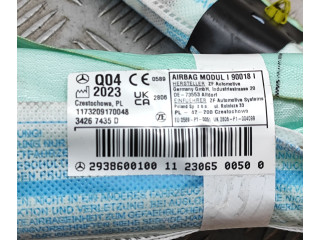 Q04 CE 0589
2023 UK CA 2806
Czestochowa, PL
1173209170048
3426 7435 D
AIRBAG MODUL I 90018 I
HERSTELLER ZF Automotive
Germany GmbH, Industriestrasse 20
DE - 73553 Alfdorf
EINFUEHRER ZF Automotive Systems
Poland Sp.
PL - 42 - 200 Czestochowa
2938600100 11 23065 0050 0